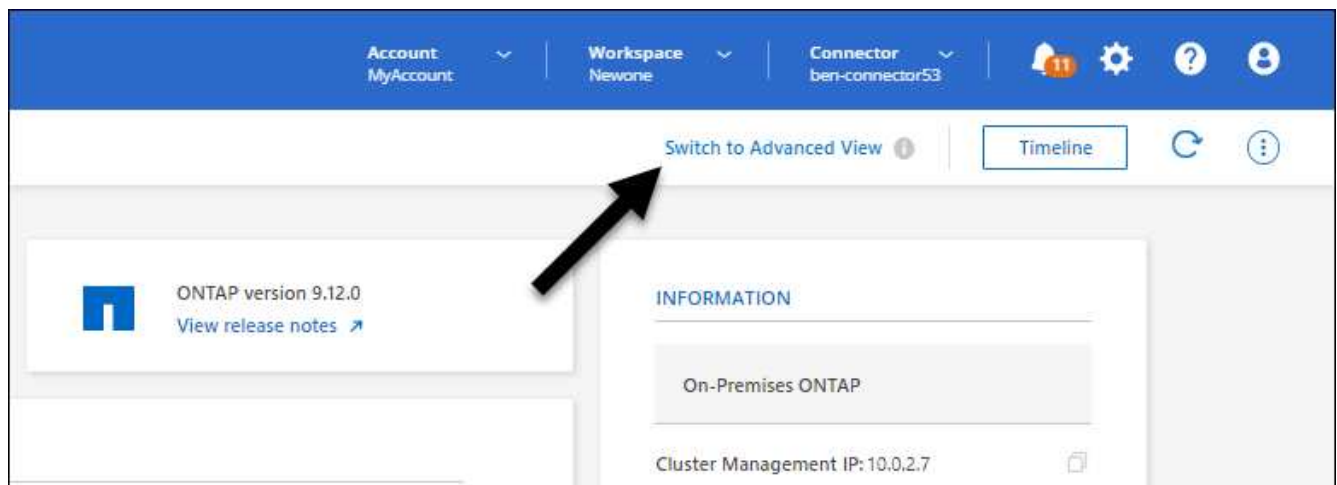 Account
MyAccount
Workspace
Newone
Connector
ben-connector53
11
Switch to Advanced View
Timeline
ONTAP version 9.12.0
View release notes
INFORMATION
On-Premises ONTAP
Cluster Management IP: 10.0.2.7